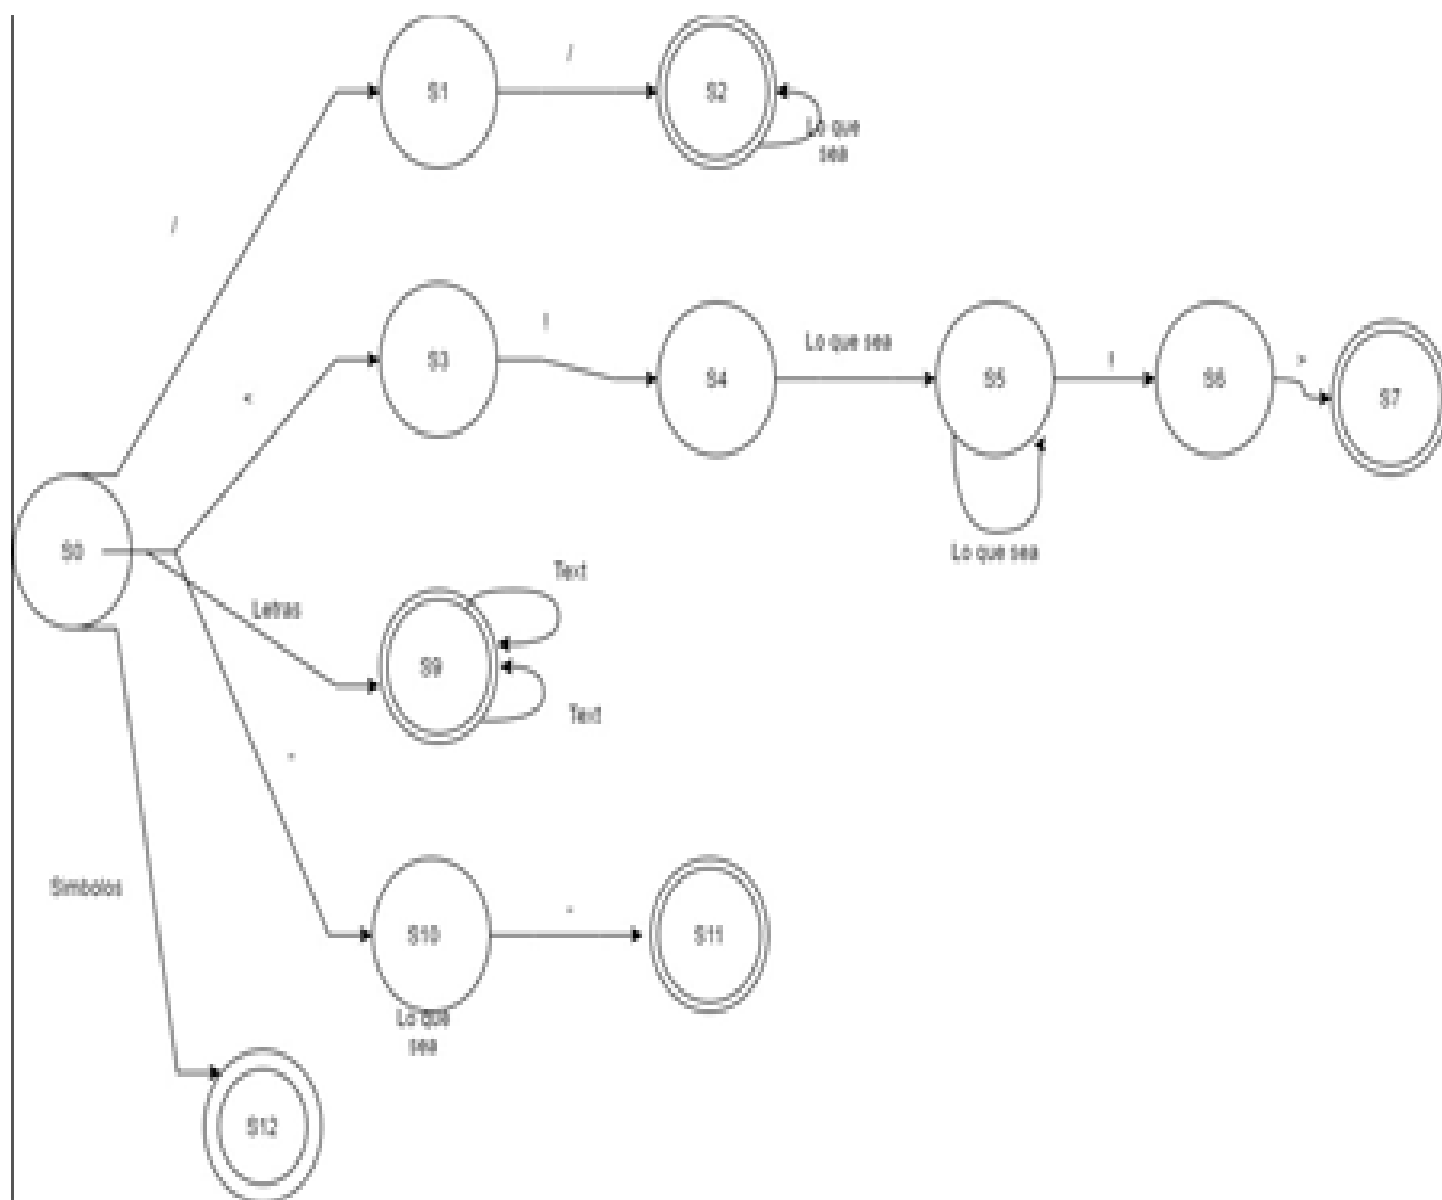 S1
/
S2
Lo que
sea
/
S3
!
S4
Lo que sea
S5
!
S6
>
S7
<
Lo que sea
S0
Letras
S9
Text
Text
Simbolos
S10
Lo que
sea
S11
S12